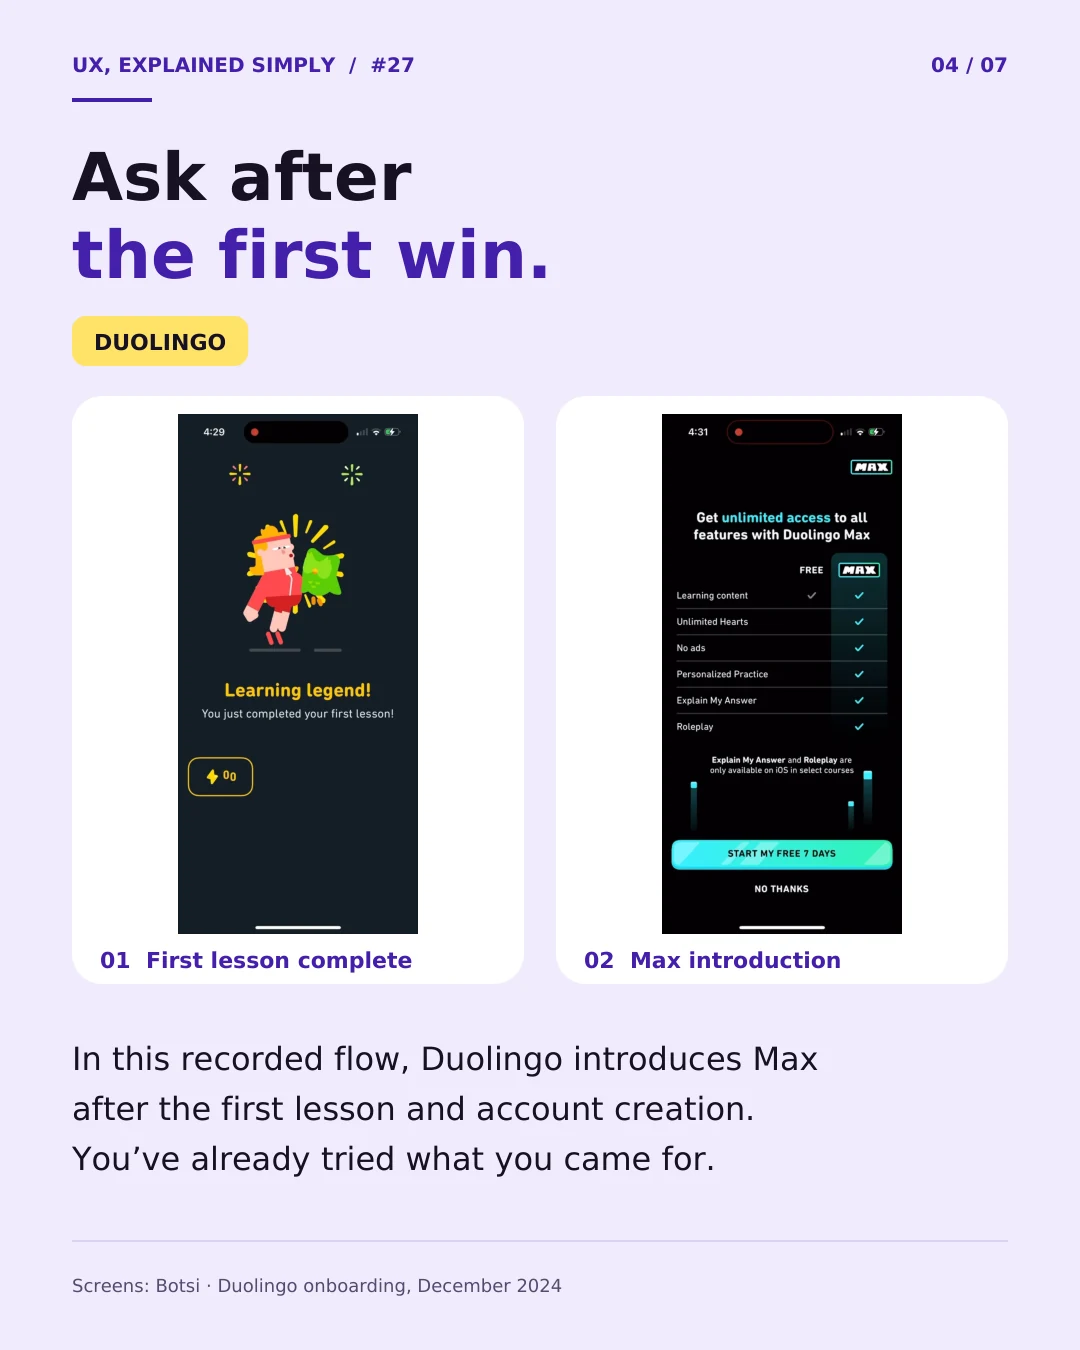 UX, EXPLAINED SIMPLY / #27
04 / 07
Ask after
the first win.
DUOLINGO
4:29
Learning legend!
You just completed your first lesson!
01 First lesson complete
4:31
MAX
Get unlimited access to all
features with Duolingo Max
FREE MAX
Learning content
Unlimited Hearts
No ads
Personalized Practice
Explain My Answer
Roleplay
Explain My Answer and Roleplay are
only available on iOS in select courses
START MY FREE 7 DAYS
NO THANKS
02 Max introduction
In this recorded flow, Duolingo introduces Max
after the first lesson and account creation.
You’ve already tried what you came for.
Screens: Botsi · Duolingo onboarding, December 2024